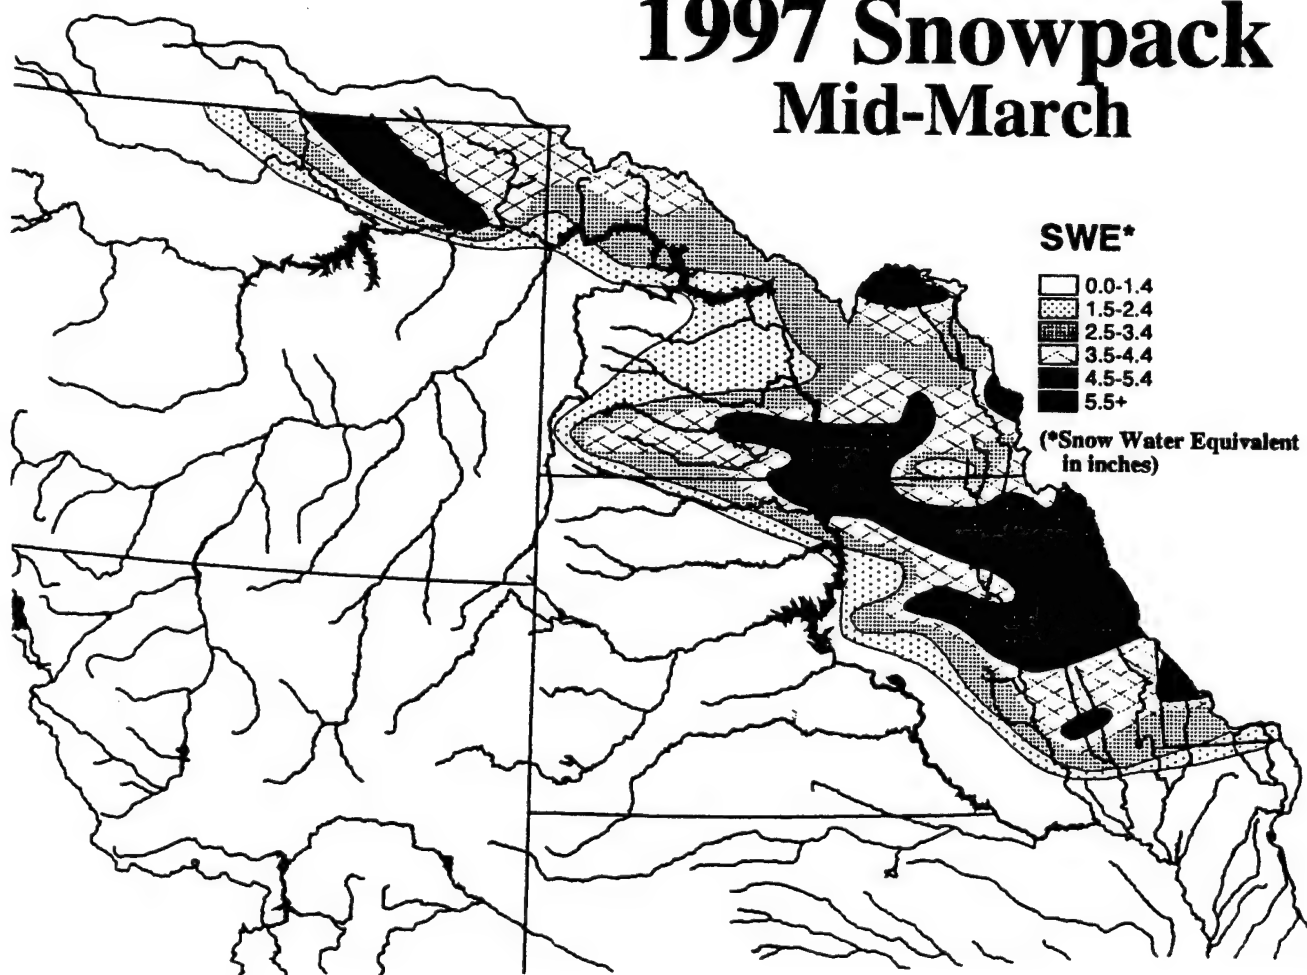 1997 Snowpack
Mid-March
SWE*
0.0-1.4
1.5-2.4
2.5-3.4
3.5-4.4
4.5-5.4
5.5+
(*Snow Water Equivalent
in inches)